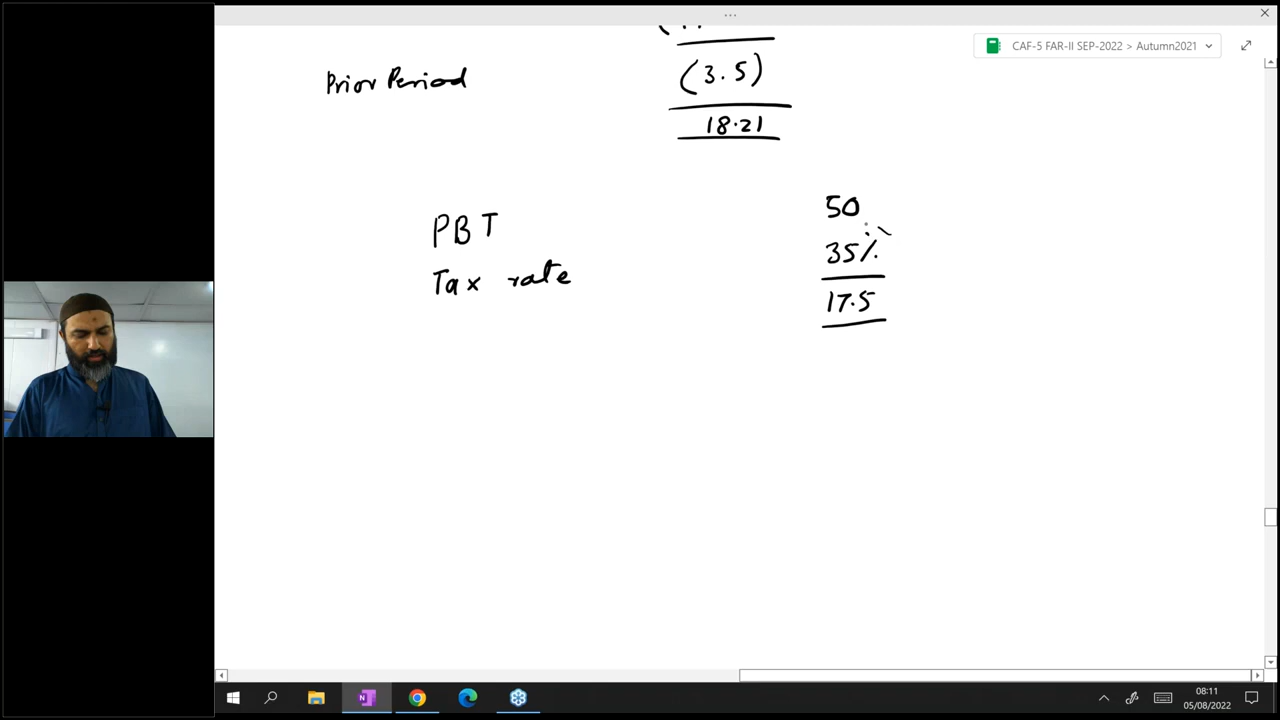 CAF-5 FAR-II SEP-2022 > Autumn2021
Prior Period (3.5)
18.21
PBT 50
Tax rate 35%
17.5
08:11
05/08/2022